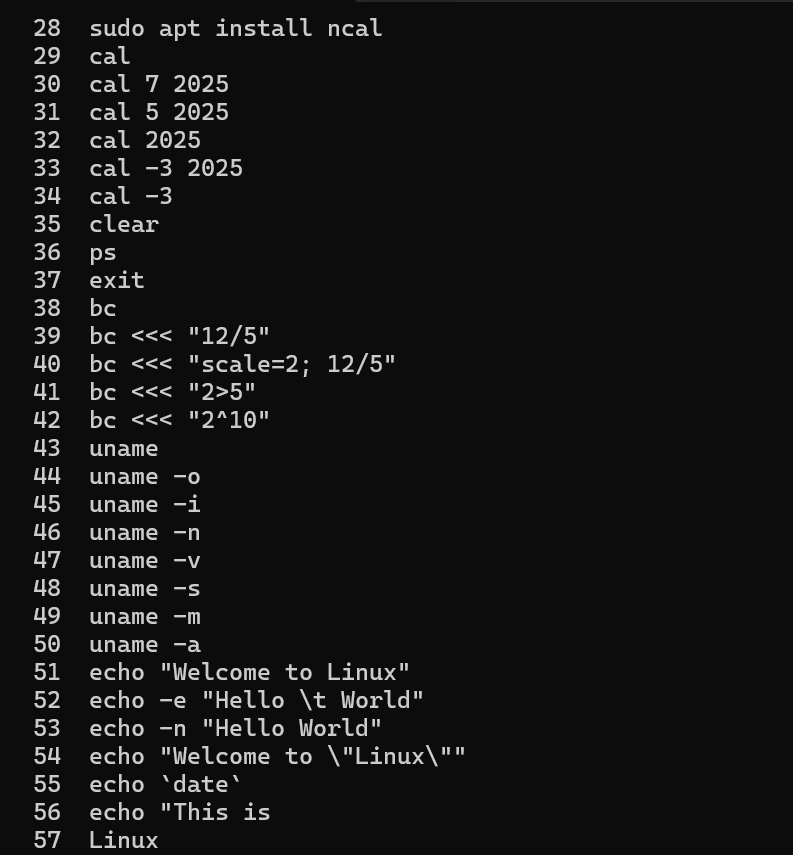 28 sudo apt install ncal
29 cal
30 cal 7 2025
31 cal 5 2025
32 cal 2025
33 cal -3 2025
34 cal -3
35 clear
36 ps
37 exit
38 bc
39 bc <<< "12/5"
40 bc <<< "scale=2; 12/5"
41 bc <<< "2>5"
42 bc <<< "2^10"
43 uname
44 uname -o
45 uname -i
46 uname -n
47 uname -v
48 uname -s
49 uname -m
50 uname -a
51 echo "Welcome to Linux"
52 echo -e "Hello \t World"
53 echo -n "Hello World"
54 echo "Welcome to \"Linux\""
55 echo `date`
56 echo "This is
57 Linux